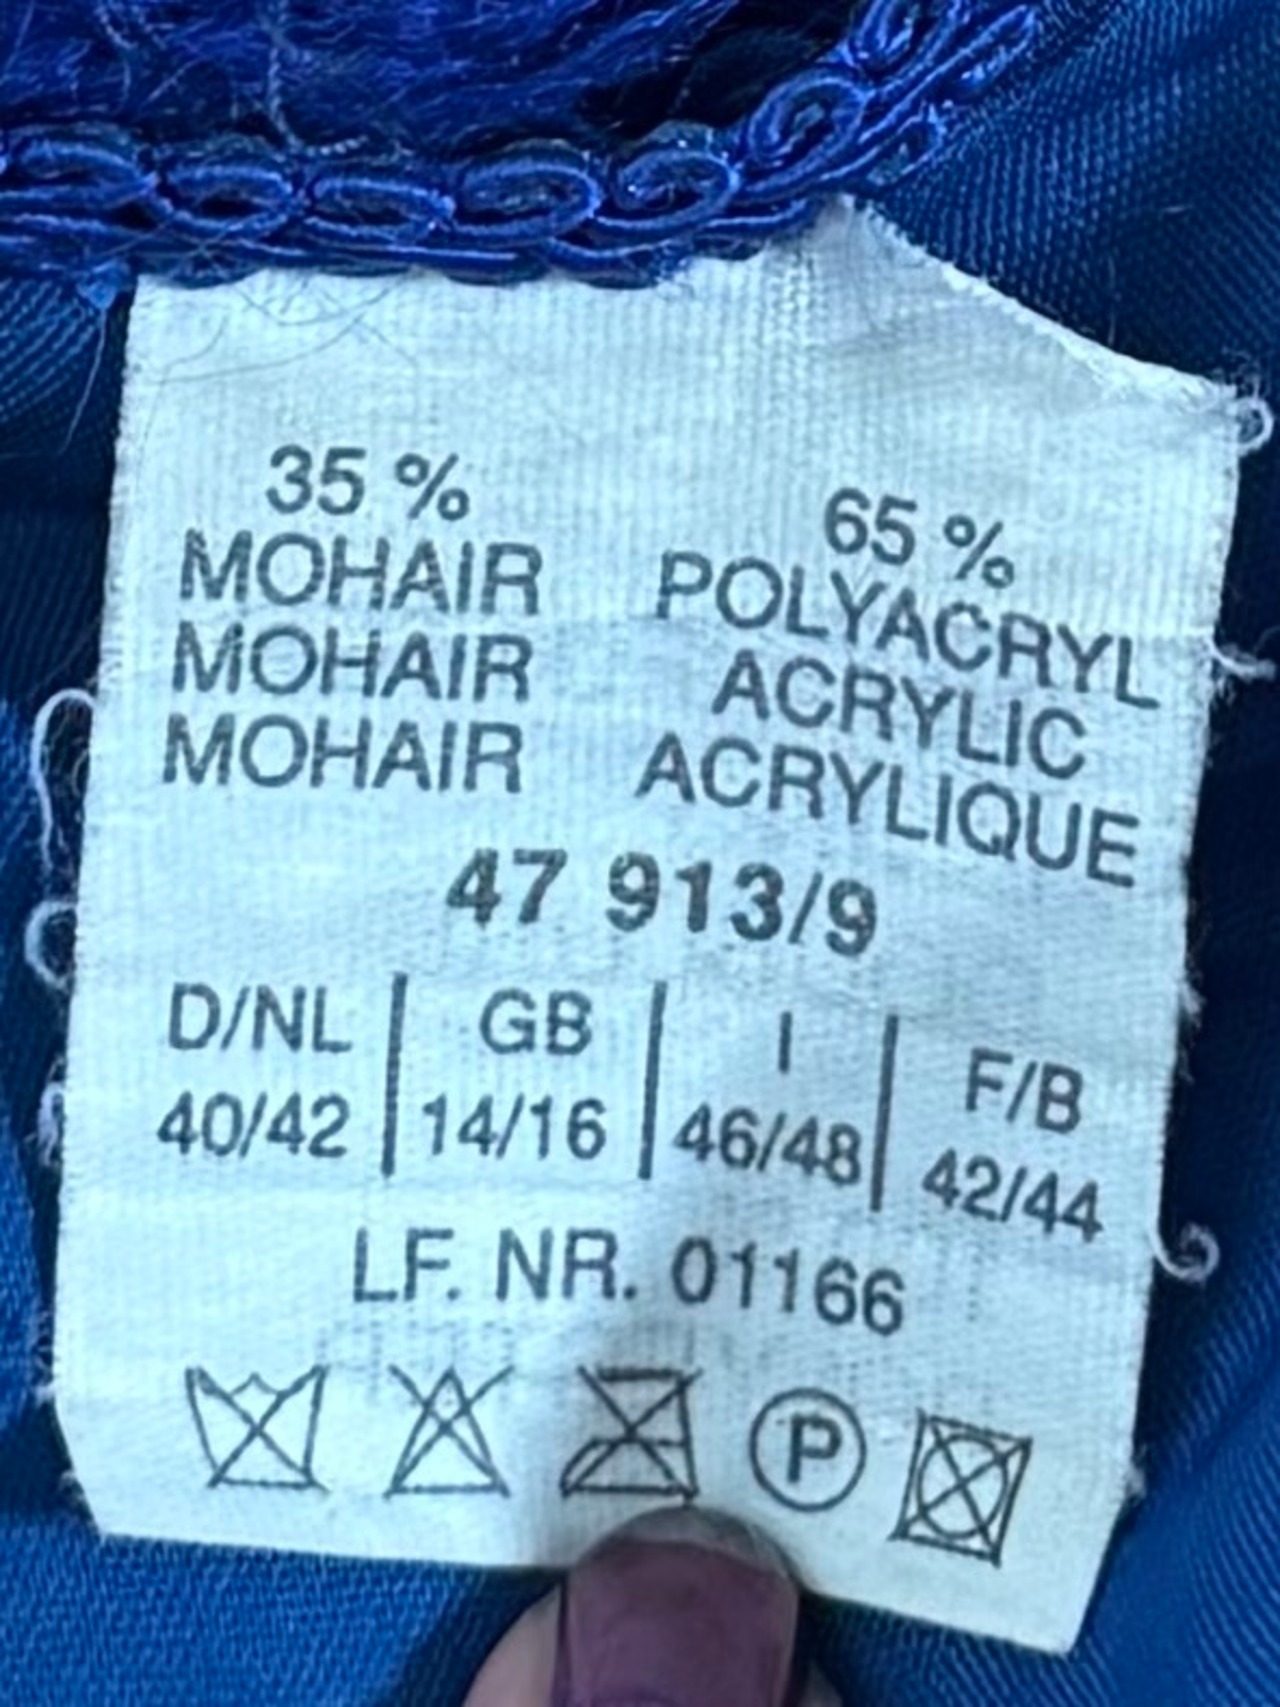 35 % 65 %
MOHAIR POLYACRYL
MOHAIR ACRYLIC
MOHAIR ACRYLIQUE
47 913/9
D/NL | GB | I | F/B
40/42 | 14/16 | 46/48 | 42/44
LF. NR. 01166
P